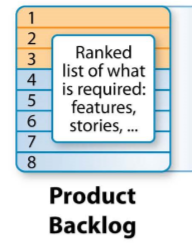 1
2
3
4
5
6
7
8
Ranked
list of what
is required:
features,
stories, ...
Product
Backlog